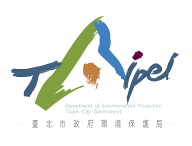 TAIPEI
Department of Environmental Protection
Taipei City Government
臺北市政府環境保護局